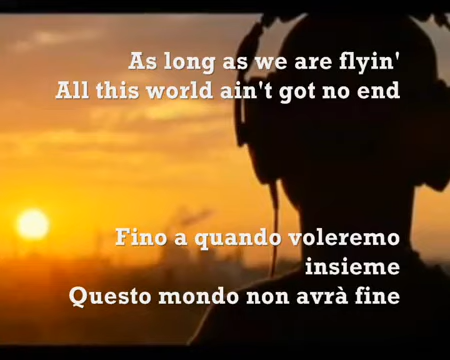 As long as we are flyin'
All this world ain't got no end
Fino a quando voleremo
insieme
Questo mondo non avrà fine